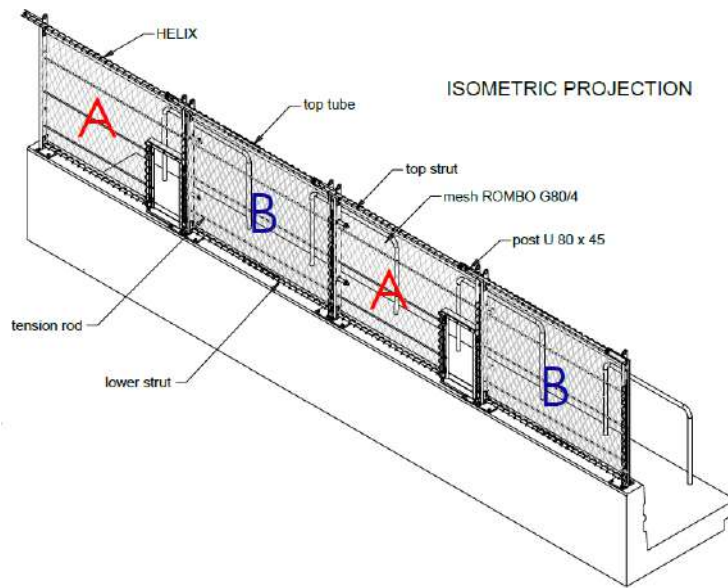 HELIX
ISOMETRIC PROJECTION
top tube
A
top strut
mesh ROMBO G80/4
B
post U 80 x 45
A
tension rod
lower strut
B